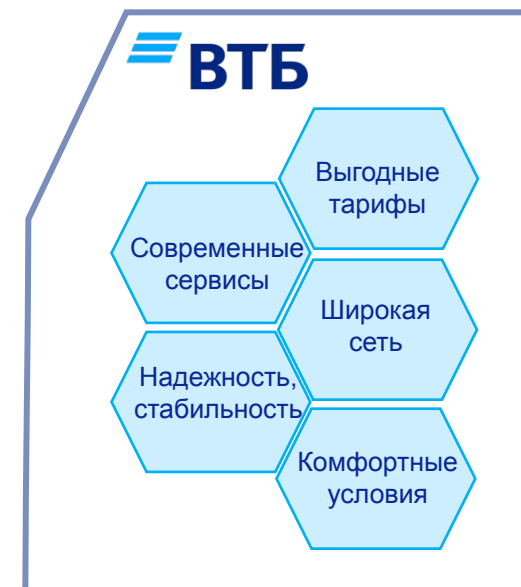 ВТБ
Выгодные
тарифы
Современные
сервисы
Широкая
сеть
Надежность,
стабильность
Комфортные
условия